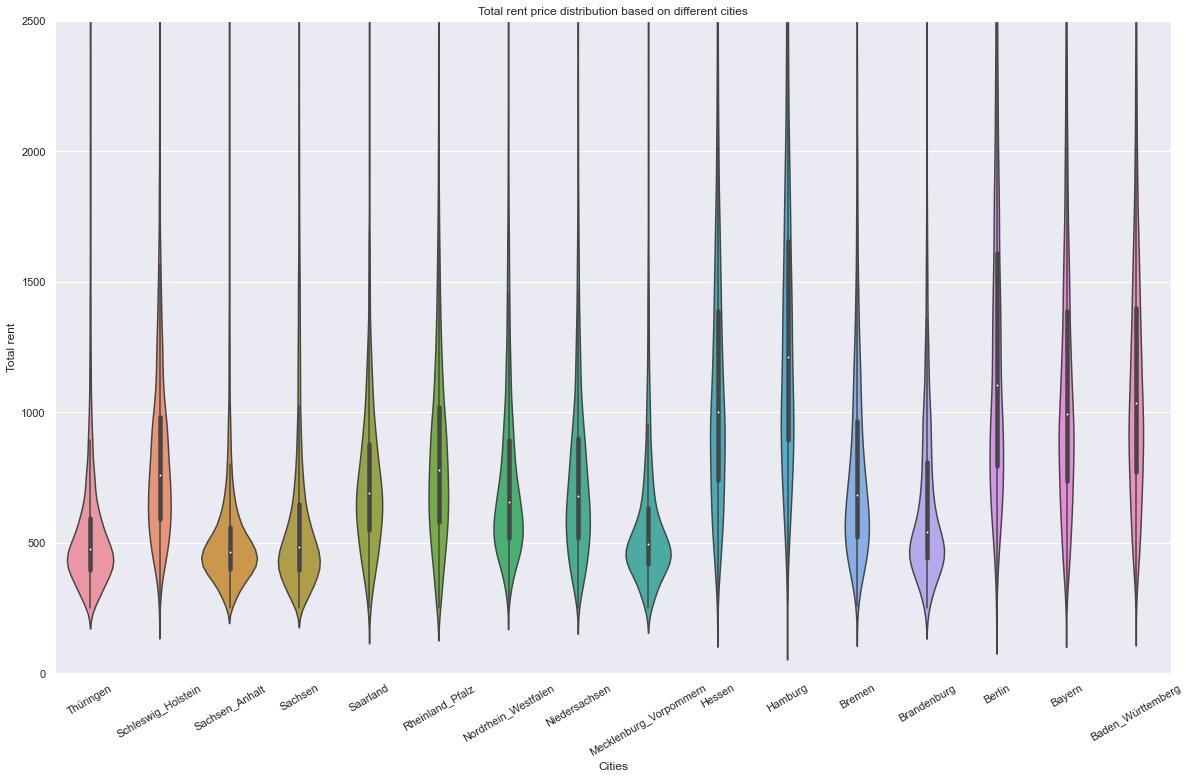 Total rent price distribution based on different cities
2500
2000
1500
1000
500
0
Total rent
Thüringen
Schleswig_Holstein
Sachsen_Anhalt
Sachsen
Saarland
Rheinland_Pfalz
Nordrhein_Westfalen
Niedersachsen
Mecklenburg_Vorpommern
Hessen
Hamburg
Bremen
Brandenburg
Berlin
Bayern
Baden_Württemberg
Cities